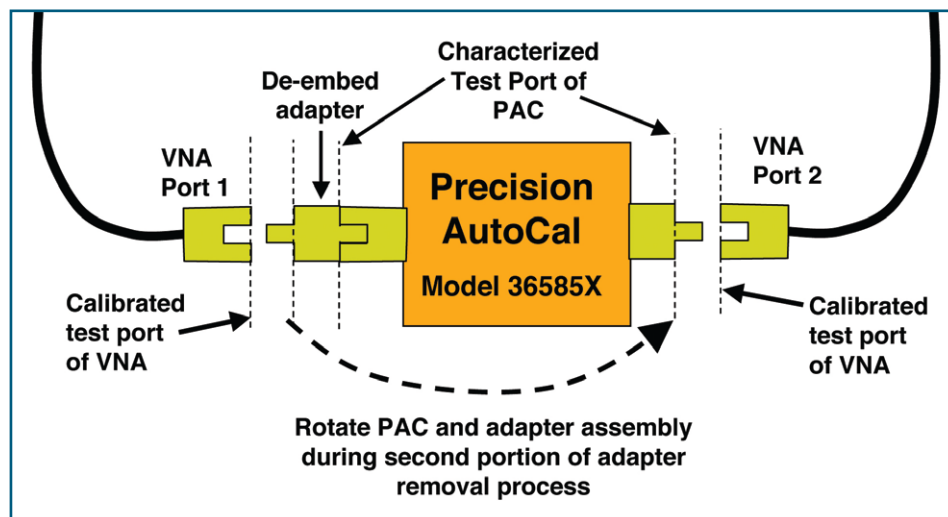 Characterized
Test Port of
PAC
De-embed
adapter
VNA
Port 1
VNA
Port 2
Precision
AutoCal
Model 36585X
Calibrated
test port
of VNA
Calibrated
test port
of VNA
Rotate PAC and adapter assembly
during second portion of adapter
removal process